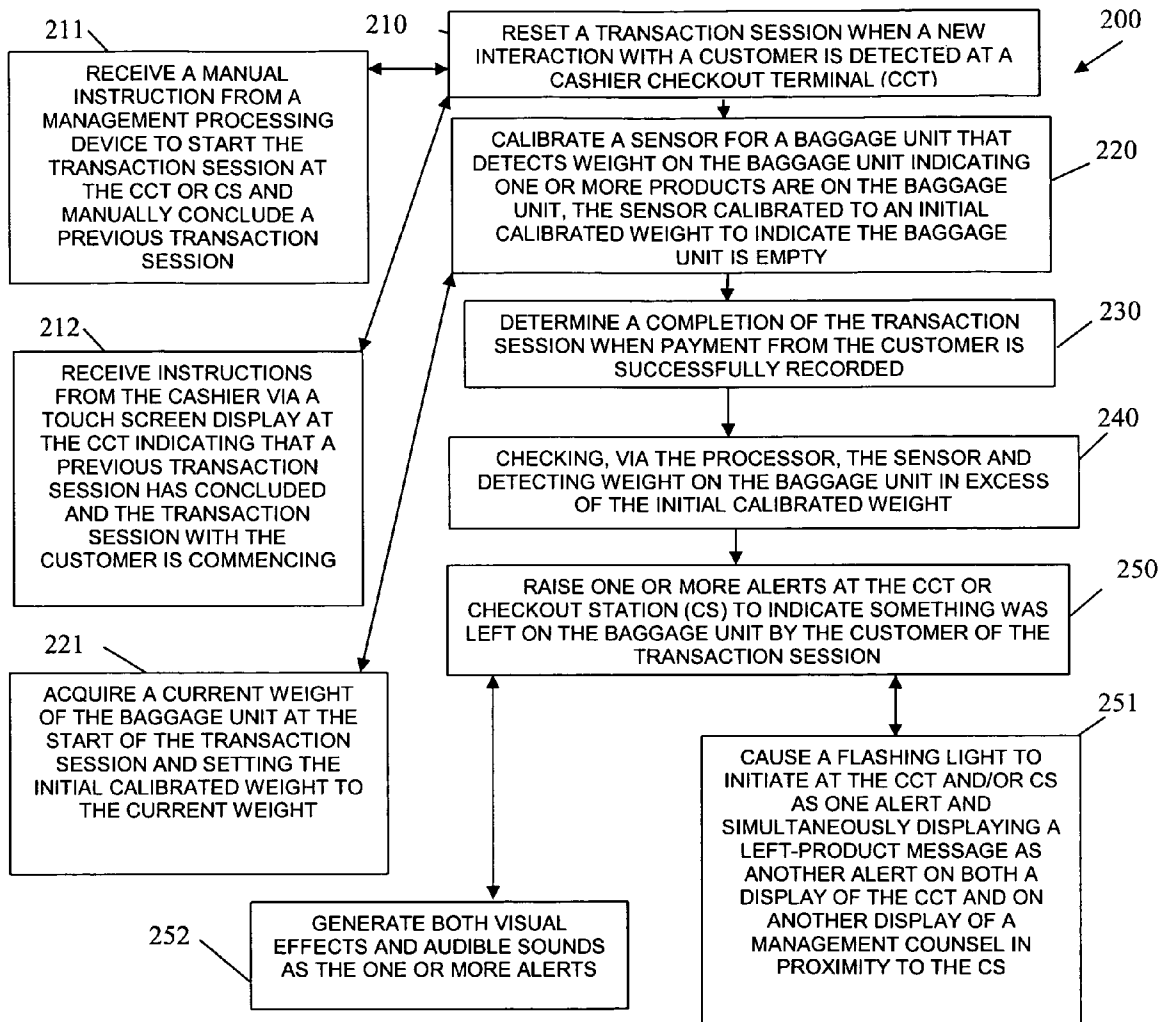 210
RESET A TRANSACTION SESSION WHEN A NEW
INTERACTION WITH A CUSTOMER IS DETECTED AT A
CASHIER CHECKOUT TERMINAL (CCT)
200
211
RECEIVE A MANUAL
INSTRUCTION FROM A
MANAGEMENT PROCESSING
DEVICE TO START THE
TRANSACTION SESSION AT
THE CCT OR CS AND
MANUALLY CONCLUDE A
PREVIOUS TRANSACTION
SESSION
CALIBRATE A SENSOR FOR A BAGGAGE UNIT THAT
DETECTS WEIGHT ON THE BAGGAGE UNIT INDICATING
ONE OR MORE PRODUCTS ARE ON THE BAGGAGE
UNIT, THE SENSOR CALIBRATED TO AN INITIAL
CALIBRATED WEIGHT TO INDICATE THE BAGGAGE
UNIT IS EMPTY
220
212
RECEIVE INSTRUCTIONS
FROM THE CASHIER VIA A
TOUCH SCREEN DISPLAY AT
THE CCT INDICATING THAT A
PREVIOUS TRANSACTION
SESSION HAS CONCLUDED
AND THE TRANSACTION
SESSION WITH THE
CUSTOMER IS COMMENCING
DETERMINE A COMPLETION OF THE TRANSACTION
SESSION WHEN PAYMENT FROM THE CUSTOMER IS
SUCCESSFULLY RECORDED
230
CHECKING, VIA THE PROCESSOR, THE SENSOR AND
DETECTING WEIGHT ON THE BAGGAGE UNIT IN EXCESS
OF THE INITIAL CALIBRATED WEIGHT
240
RAISE ONE OR MORE ALERTS AT THE CCT OR
CHECKOUT STATION (CS) TO INDICATE SOMETHING WAS
LEFT ON THE BAGGAGE UNIT BY THE CUSTOMER OF THE
TRANSACTION SESSION
250
221
ACQUIRE A CURRENT WEIGHT
OF THE BAGGAGE UNIT AT THE
START OF THE TRANSACTION
SESSION AND SETTING THE
INITIAL CALIBRATED WEIGHT TO
THE CURRENT WEIGHT
251
CAUSE A FLASHING LIGHT TO
INITIATE AT THE CCT AND/OR CS
AS ONE ALERT AND
SIMULTANEOUSLY DISPLAYING A
LEFT-PRODUCT MESSAGE AS
ANOTHER ALERT ON BOTH A
DISPLAY OF THE CCT AND ON
ANOTHER DISPLAY OF A
MANAGEMENT COUNSEL IN
PROXIMITY TO THE CS
252
GENERATE BOTH VISUAL
EFFECTS AND AUDIBLE SOUNDS
AS THE ONE OR MORE ALERTS